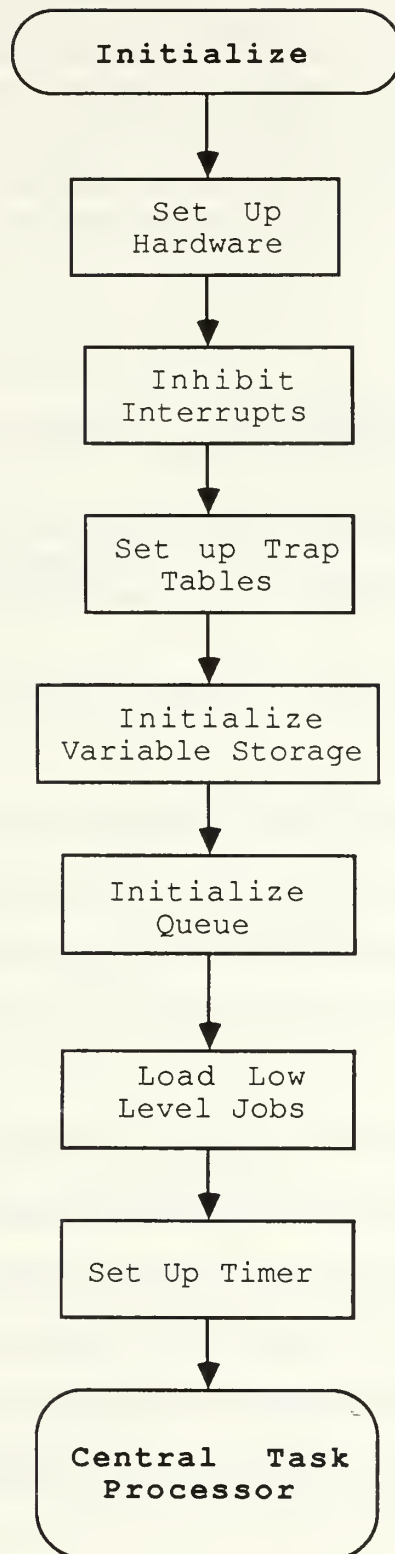 Initialize
Set Up
Hardware
Inhibit
Interrupts
Set up Trap
Tables
Initialize
Variable Storage
Initialize
Queue
Load Low
Level Jobs
Set Up Timer
Central Task
Processor